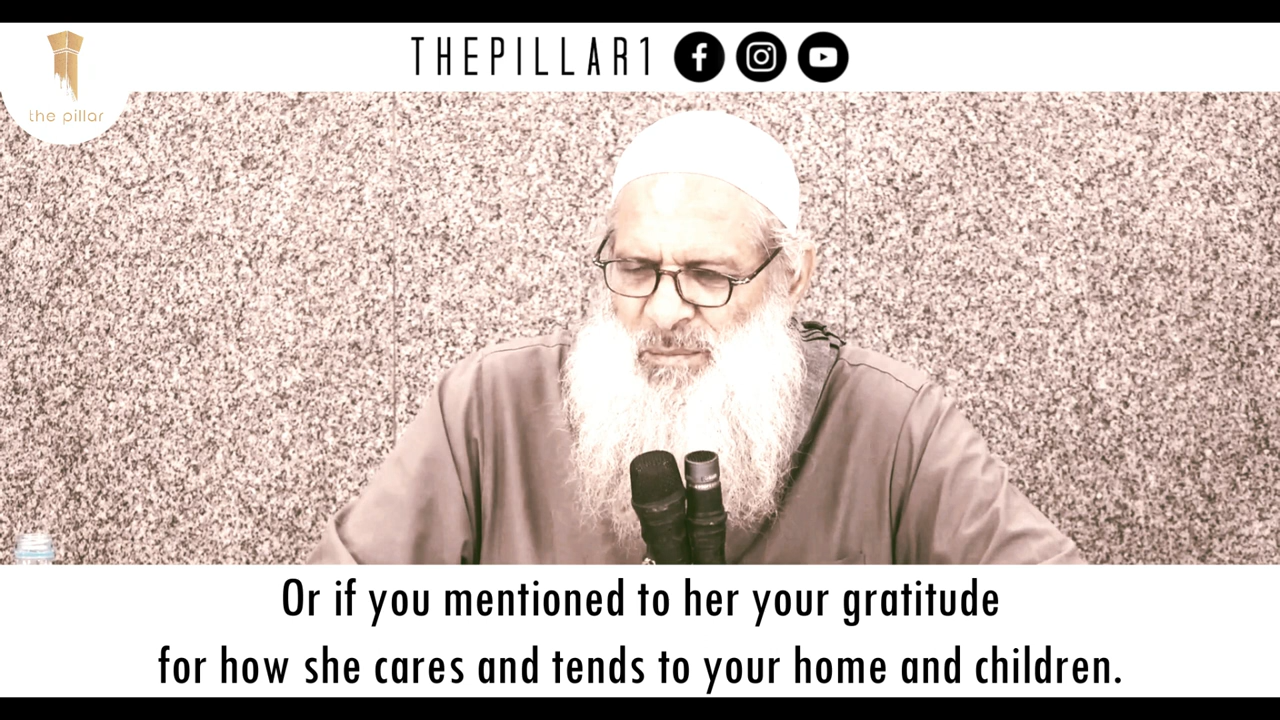 THEPILLAR1
the pillar
Or if you mentioned to her your gratitude
for how she cares and tends to your home and children.